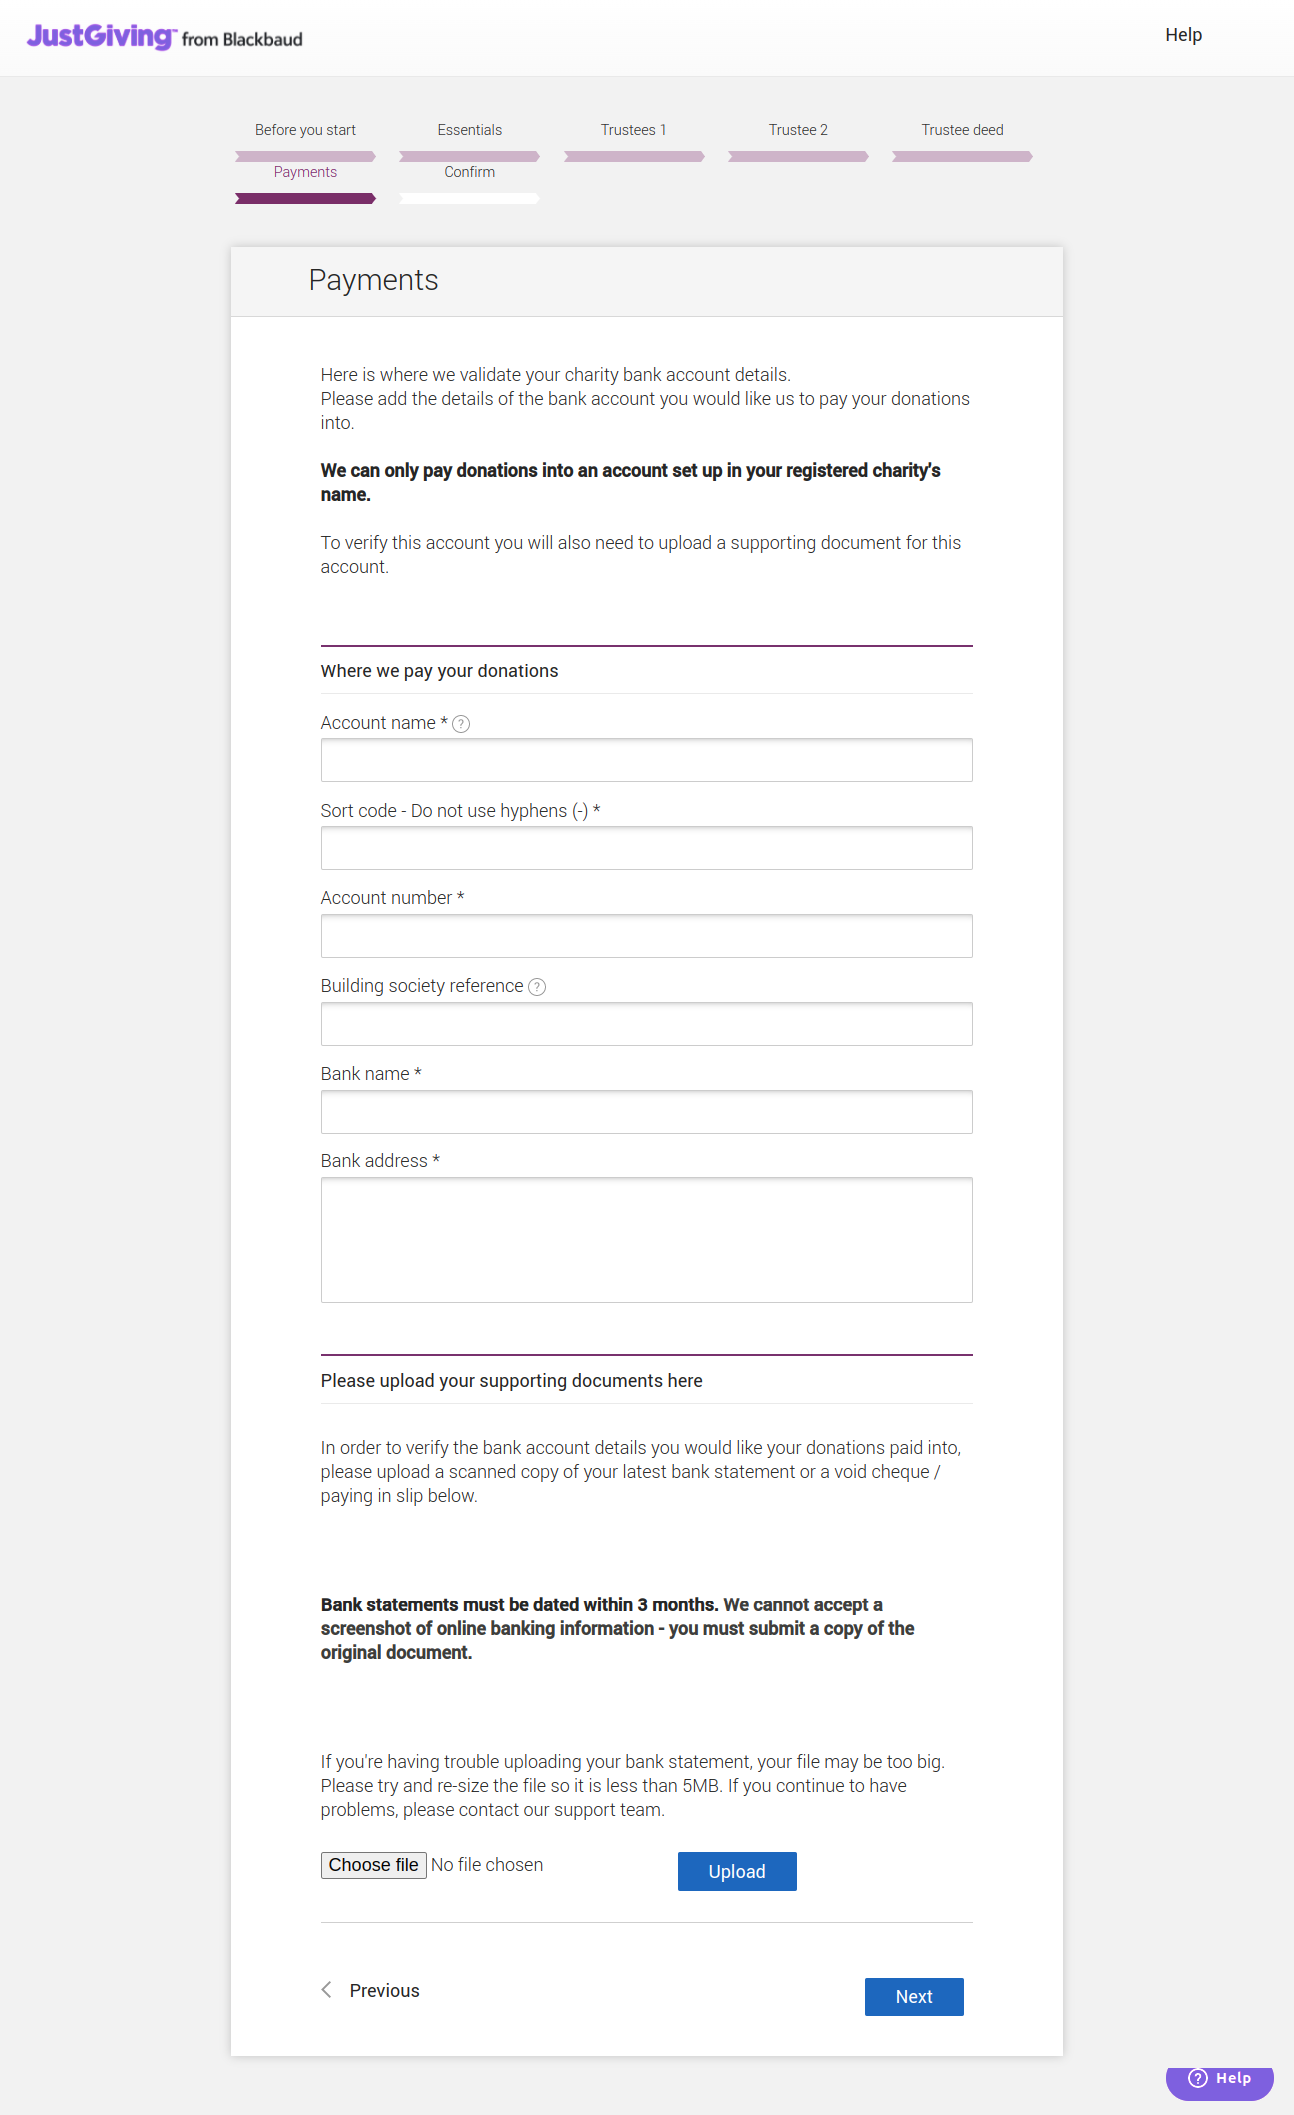 JustGiving™ from Blackbaud
Help
Before you start
Essentials
Trustees 1
Trustee 2
Trustee deed
Payments
Confirm
Payments
Here is where we validate your charity bank account details.
Please add the details of the bank account you would like us to pay your donations
into.
We can only pay donations into an account set up in your registered charity's
name.
To verify this account you will also need to upload a supporting document for this
account.
Where we pay your donations
Account name * ?
Sort code - Do not use hyphens (-) *
Account number *
Building society reference ?
Bank name *
Bank address *
Please upload your supporting documents here
In order to verify the bank account details you would like your donations paid into,
please upload a scanned copy of your latest bank statement or a void cheque /
paying in slip below.
Bank statements must be dated within 3 months. We cannot accept a
screenshot of online banking information - you must submit a copy of the
original document.
If you're having trouble uploading your bank statement, your file may be too big.
Please try and re-size the file so it is less than 5MB. If you continue to have
problems, please contact our support team.
Choose file No file chosen
Upload
Previous
Next
? Help